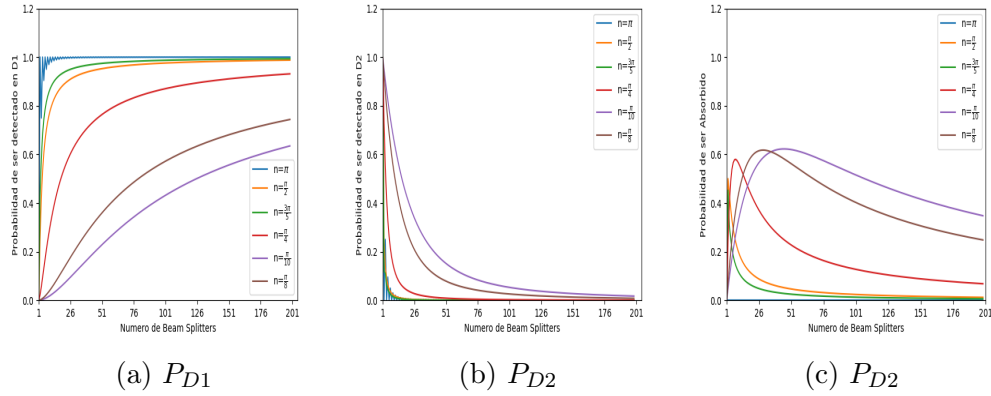 1.2
1.0
0.8
0.6
0.4
0.2
0.0
Probabilidad de ser detectado en D1
n=π
n=π/2
n=3π/5
n=π/4
n=π/10
n=π/8
1 26 51 76 101 126 151 176 201
Numero de Beam Splitters
(a) P_{D1}
1.2
1.0
0.8
0.6
0.4
0.2
0.0
Probabilidad de ser detectado en D2
n=π
n=π/2
n=3π/5
n=π/4
n=π/10
n=π/8
1 26 51 76 101 126 151 176 201
Numero de Beam Splitters
(b) P_{D2}
1.2
1.0
0.8
0.6
0.4
0.2
0.0
Probabilidad de ser Absorbido
n=π
n=π/2
n=3π/5
n=π/4
n=π/10
n=π/8
1 26 51 76 101 126 151 176 201
Numero de Beam Splitters
(c) P_{D2}